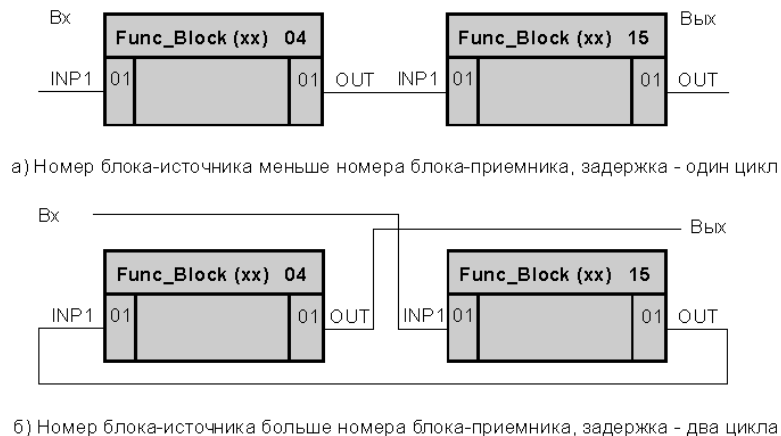 Вх
Вых
Func_Block (xx) 04
Func_Block (xx) 15
INP1 01 01 OUT INP1 01 01 OUT
а) Номер блока-источника меньше номера блока-приемника, задержка - один цикл
Вх
Вых
Func_Block (xx) 04
Func_Block (xx) 15
INP1 01 01 OUT INP1 01 01 OUT
б) Номер блока-источника больше номера блока-приемника, задержка - два цикла